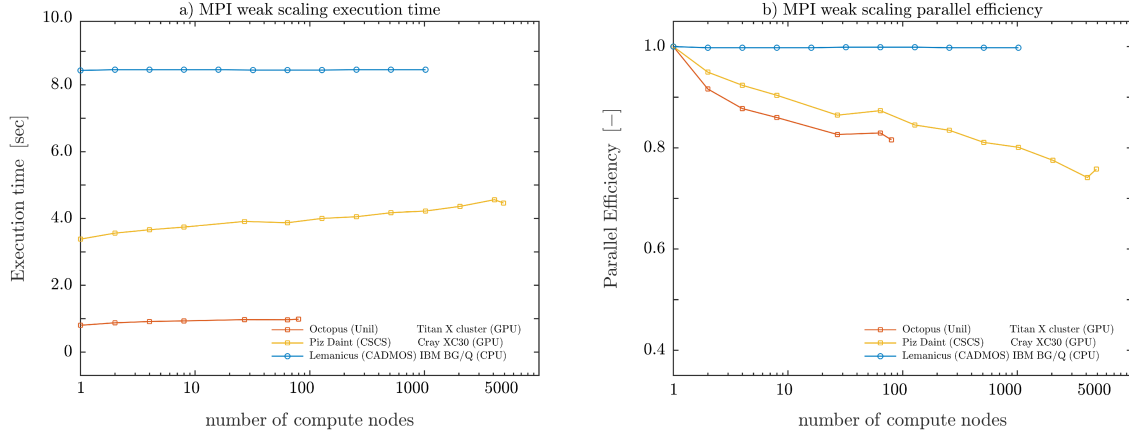 a) MPI weak scaling execution time
10.0
8.0
6.0
4.0
2.0
0
Execution time [sec]
Octopus (Unil) Titan X cluster (GPU)
Piz Daint (CSCS) Cray XC30 (GPU)
Lemanicus (CADMOS) IBM BG/Q (CPU)
1 10 100 1000 5000
number of compute nodes
b) MPI weak scaling parallel efficiency
1.0
0.8
0.6
0.4
Parallel Efficiency [−]
Octopus (Unil) Titan X cluster (GPU)
Piz Daint (CSCS) Cray XC30 (GPU)
Lemanicus (CADMOS) IBM BG/Q (CPU)
1 10 100 1000 5000
number of compute nodes